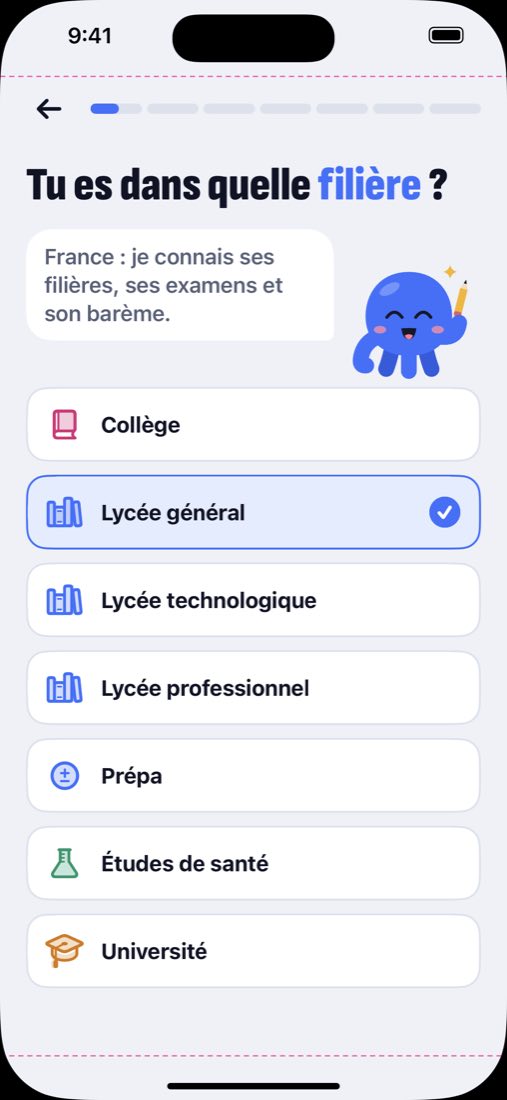 9:41
Tu es dans quelle filière ?
France : je connais ses
filières, ses examens et
son barème.
Collège
Lycée général
Lycée technologique
Lycée professionnel
Prépa
Études de santé
Université